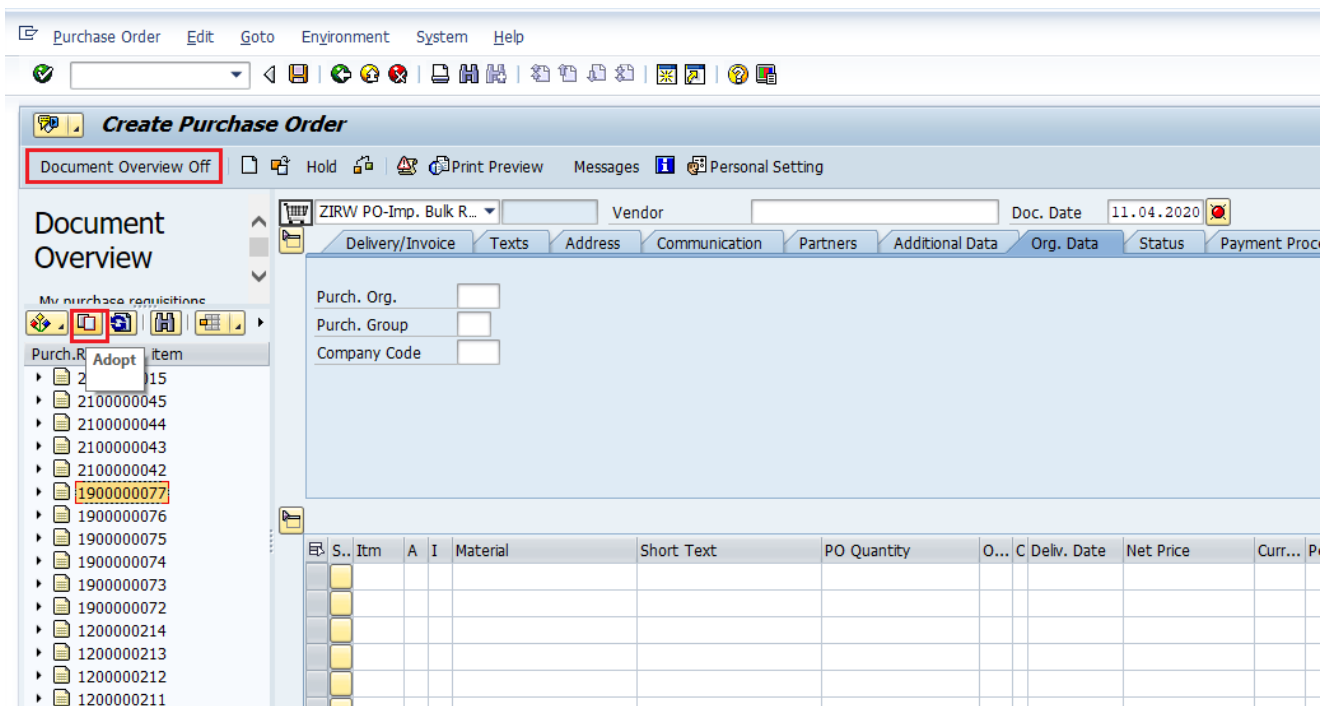 Purchase Order Edit Goto Environment System Help
Create Purchase Order
Document Overview Off Hold Print Preview Messages Personal Setting
Document
Overview
My purchase requisitions
ZIRW PO-Imp. Bulk R... Vendor Doc. Date 11.04.2020
Delivery/Invoice Texts Address Communication Partners Additional Data Org. Data Status Payment
Purch. Org.
Purch. Group
Company Code
item
Adopt
2100000045
2100000044
2100000043
2100000042
1900000077
1900000076
1900000075
1900000074
1900000073
1900000072
1200000214
1200000213
1200000212
1200000211
S.. Itm A I Material Short Text PO Quantity O... C Deliv. Date Net Price Curr...